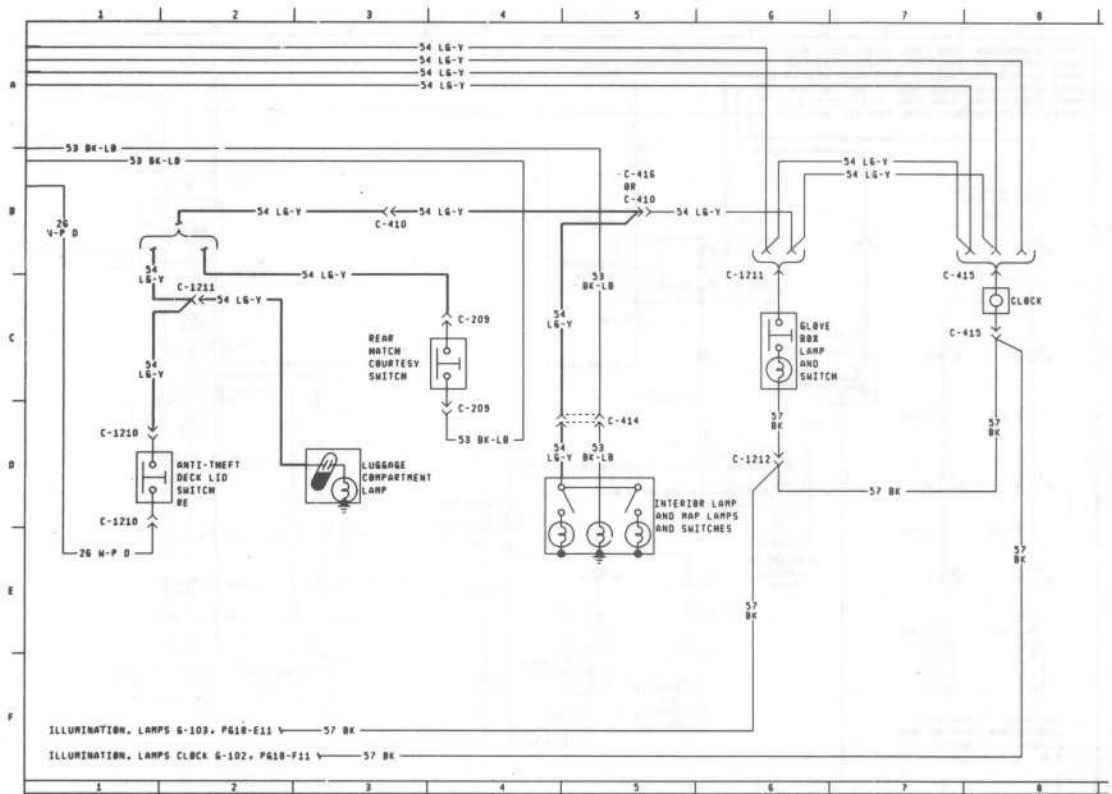 1 2 3 4 5 6 7 8
54 LG-Y
54 LG-Y
54 LG-Y
A
54 LG-Y
53 BK-LB
53 BK-LB
54 LG-Y
C-416
OR
C-410
54 LG-Y
B
26
W-P D
54 LG-Y
C-410
54 LG-Y
54 LG-Y
54
LG-Y
54 LG-Y
53
BK-LB
C-1211
C-415
C-1211
54 LG-Y
CLOCK
C-209
54
LG-Y
GLOVE
BOX
LAMP
AND
SWITCH
C-415
C
REAR
HATCH
COURTESY
SWITCH
54
LG-Y
C-209
C-414
57
BK
57
BK
C-1210
53 BK-LB
54
LG-Y
53
BK-LB
C-1212
D
ANTI-THEFT
DECK LID
SWITCH
RE
LUGGAGE
COMPARTMENT
LAMP
57 BK
INTERIOR LAMP
AND MAP LAMPS
AND SWITCHES
C-1210
26 W-P D
57
BK
E
57
BK
F
ILLUMINATION, LAMPS G-103, PG18-E11
57 BK
ILLUMINATION, LAMPS CLOCK G-102, PG18-F11
57 BK
1 2 3 4 5 6 7 8